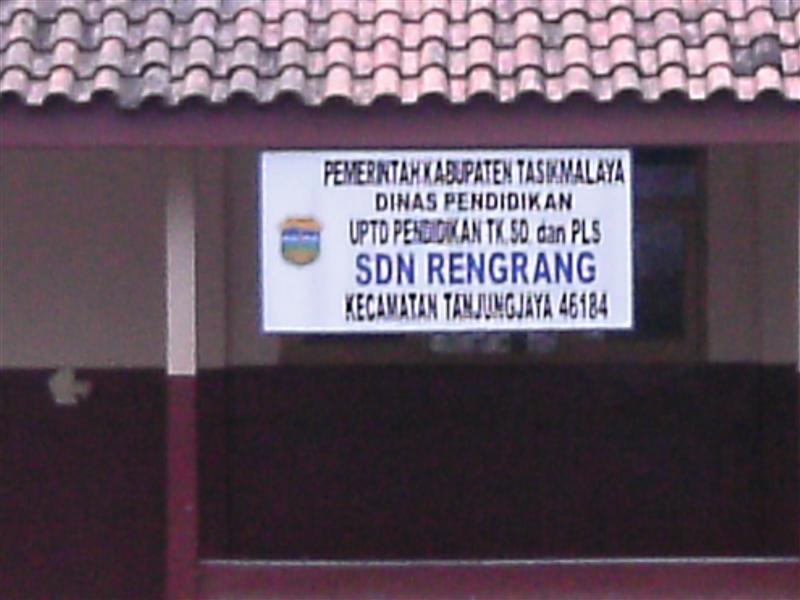 PEMERINTAH KABUPATEN TASIKMALAYA
DINAS PENDIDIKAN
UPTD PENDIDIKAN TK,SD, dan PLS
SDN RENGRANG
KECAMATAN TANJUNGJAYA 46184